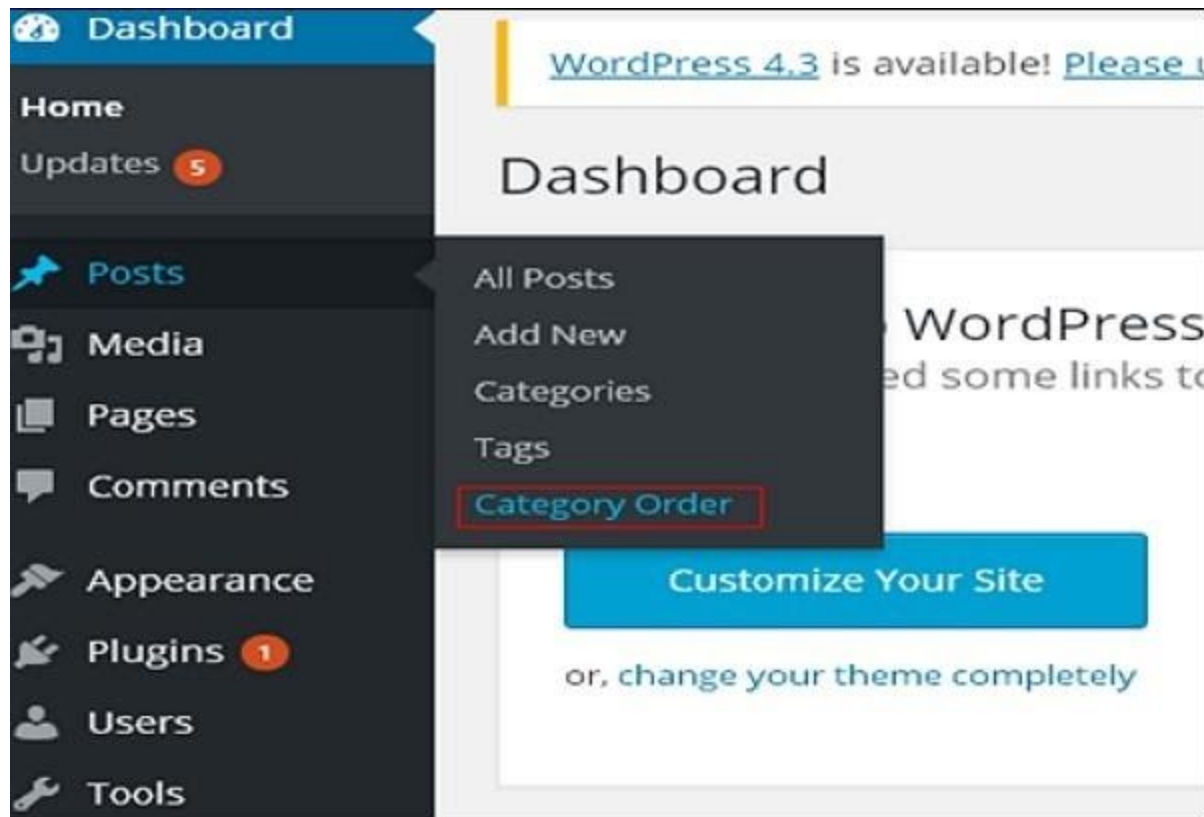 Dashboard
Home
Updates 5
Posts
Media
Pages
Comments
Appearance
Plugins 1
Users
Tools
All Posts
Add New
Categories
Tags
Category Order
WordPress 4.3 is available! Please
Dashboard
WordPress
some links
Customize Your Site
or, change your theme completely